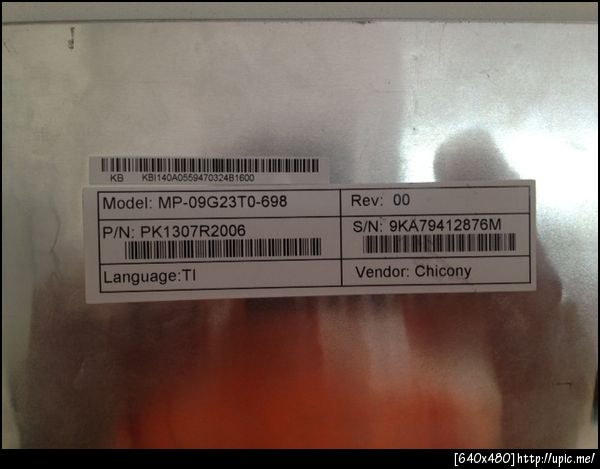 KB KBI140A0559470324B1600
Model: MP-09G23T0-698
Rev: 00
P/N: PK1307R2006
S/N: 9KA79412876M
Language:TI
Vendor: Chicony
[640x480]http://upic.me/